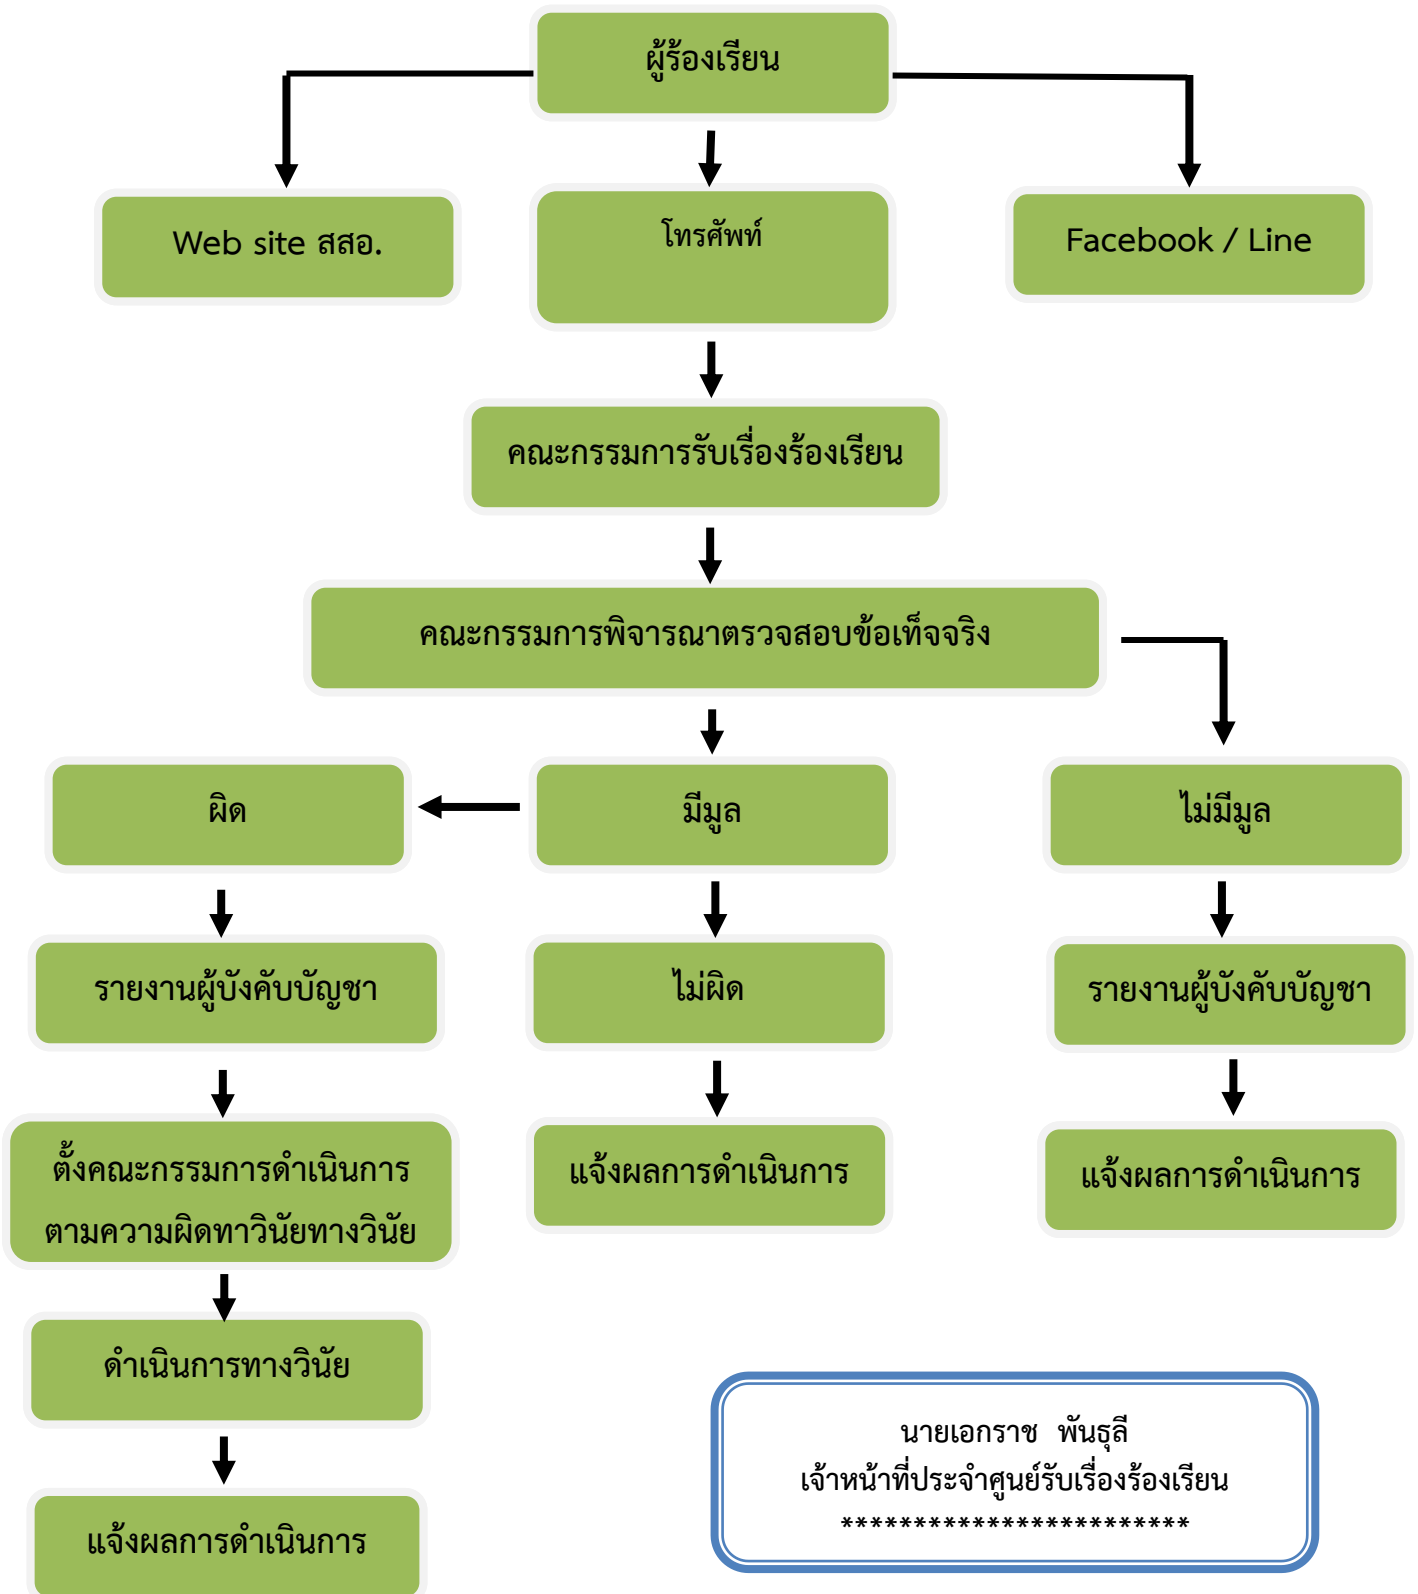 ผู้ร้องเรียน
Web site สสอ.
โทรศัพท์
Facebook / Line
คณะกรรมการรับเรื่องร้องเรียน
คณะกรรมการพิจารณาตรวจสอบข้อเท็จจริง
ผิด
มีมูล
ไม่มีมูล
รายงานผู้บังคับบัญชา
ไม่ผิด
รายงานผู้บังคับบัญชา
ตั้งคณะกรรมการดำเนินการ
ตามความผิดทาวินัยทางวินัย
แจ้งผลการดำเนินการ
แจ้งผลการดำเนินการ
ดำเนินการทางวินัย
แจ้งผลการดำเนินการ
นายเอกราช พันธุลี
เจ้าหน้าที่ประจำศูนย์รับเรื่องร้องเรียน
************************